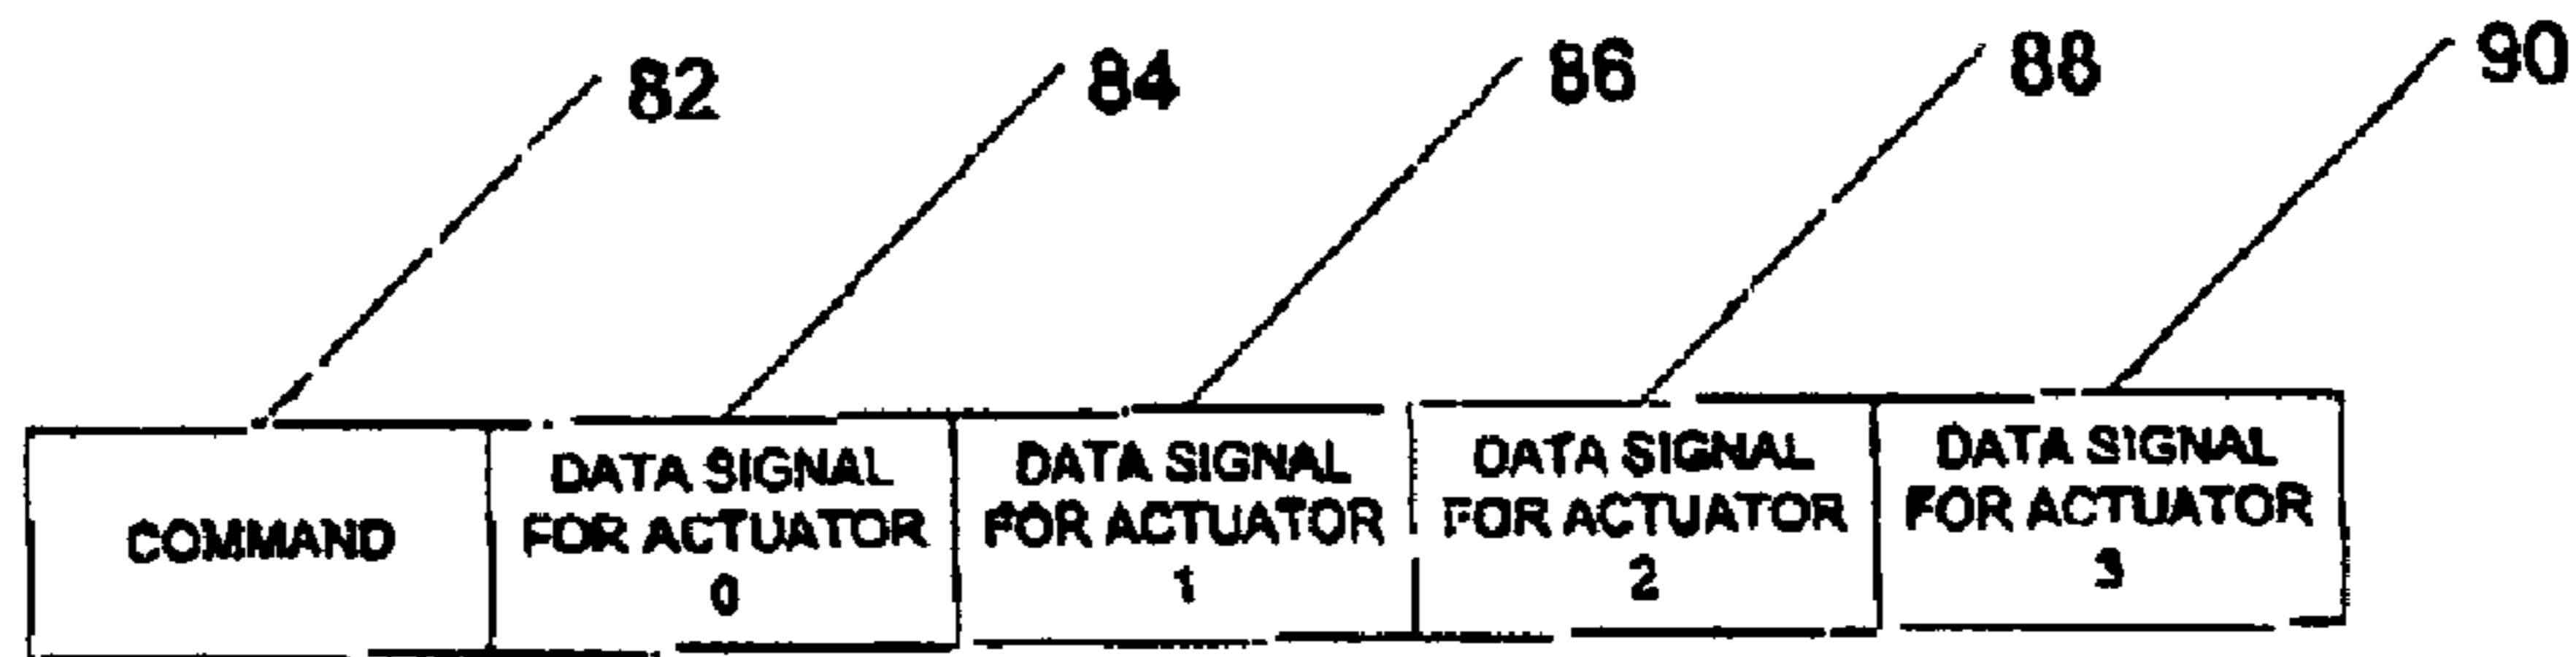 82 84 86 88 90
COMMAND
DATA SIGNAL
FOR ACTUATOR
0
DATA SIGNAL
FOR ACTUATOR
1
DATA SIGNAL
FOR ACTUATOR
2
DATA SIGNAL
FOR ACTUATOR
3